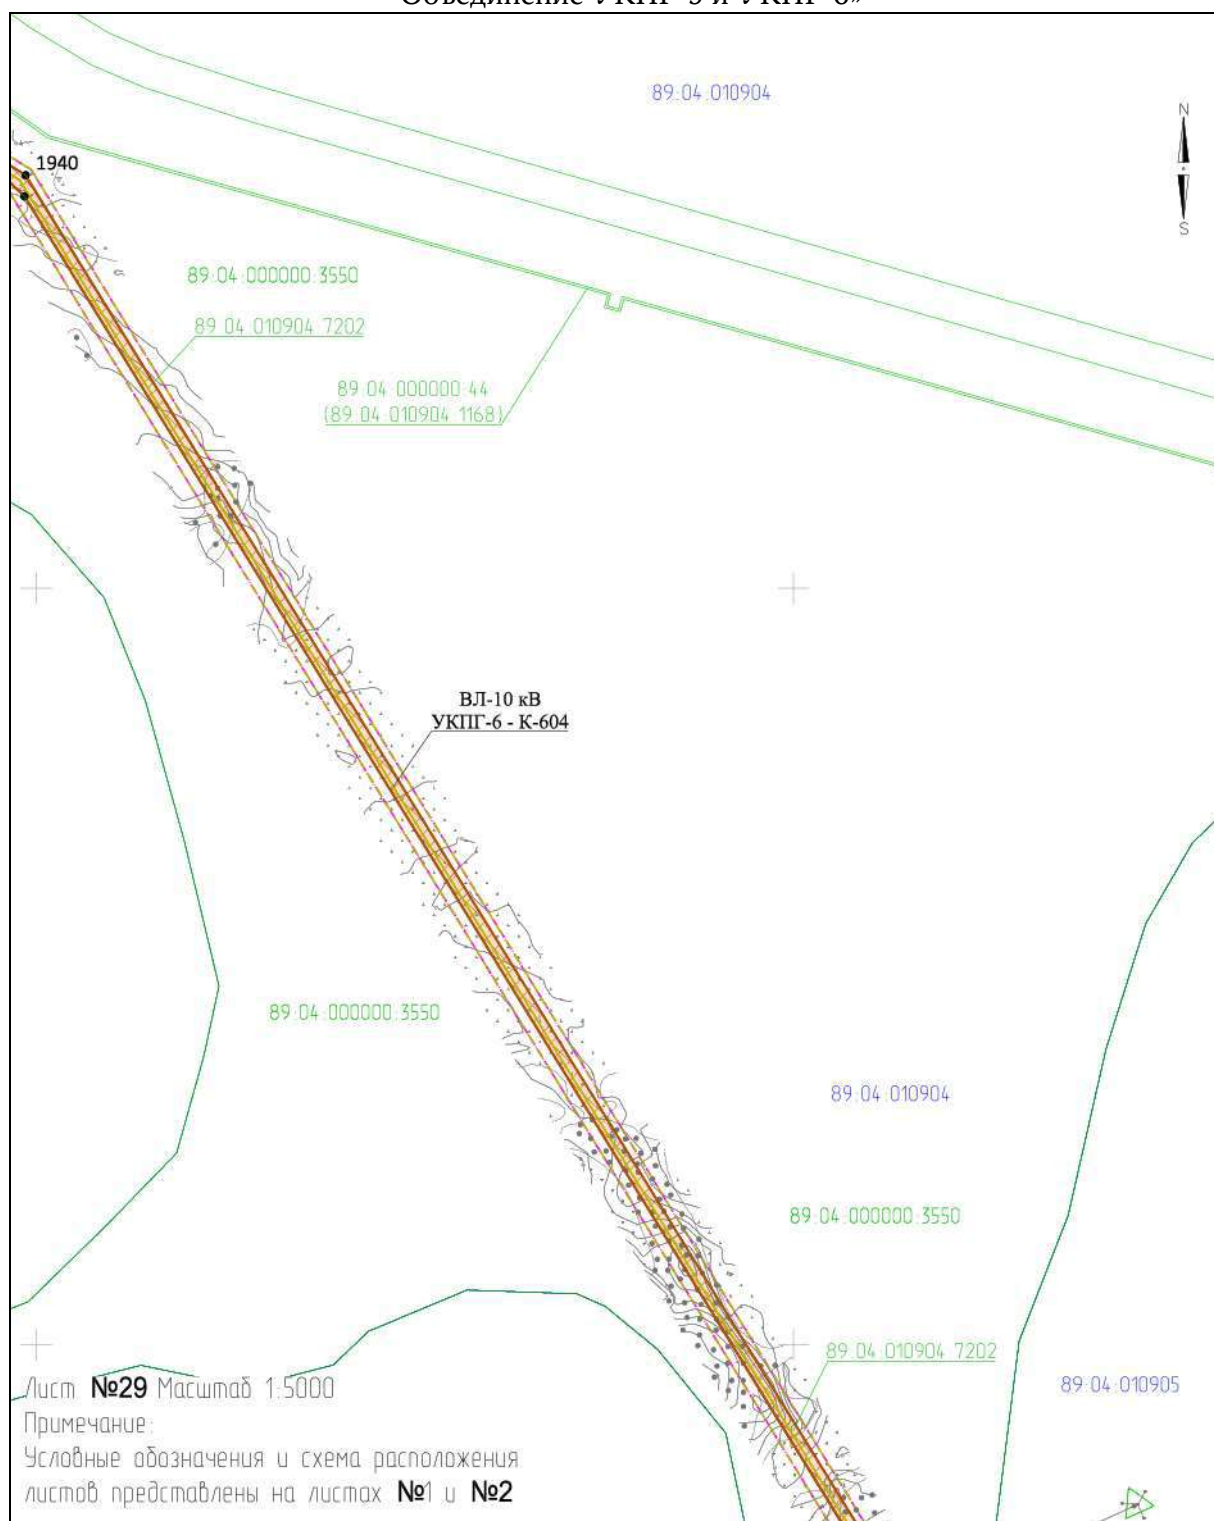 Объединение УКПГ-5 и УКПГ-6»
89:04:010904
N
S
1940
89:04:000000:3550
89:04:010904:7202
89:04:000000:44
(89:04:010904:1168)
ВЛ-10 кВ
УКПГ-6 - К-604
89:04:000000:3550
89:04:010904
89:04:000000:3550
89:04:010904:7202
89:04:010905
Лист №29 Масштаб 1:5000
Примечание:
Условные обозначения и схема расположения
листов представлены на листах №1 и №2